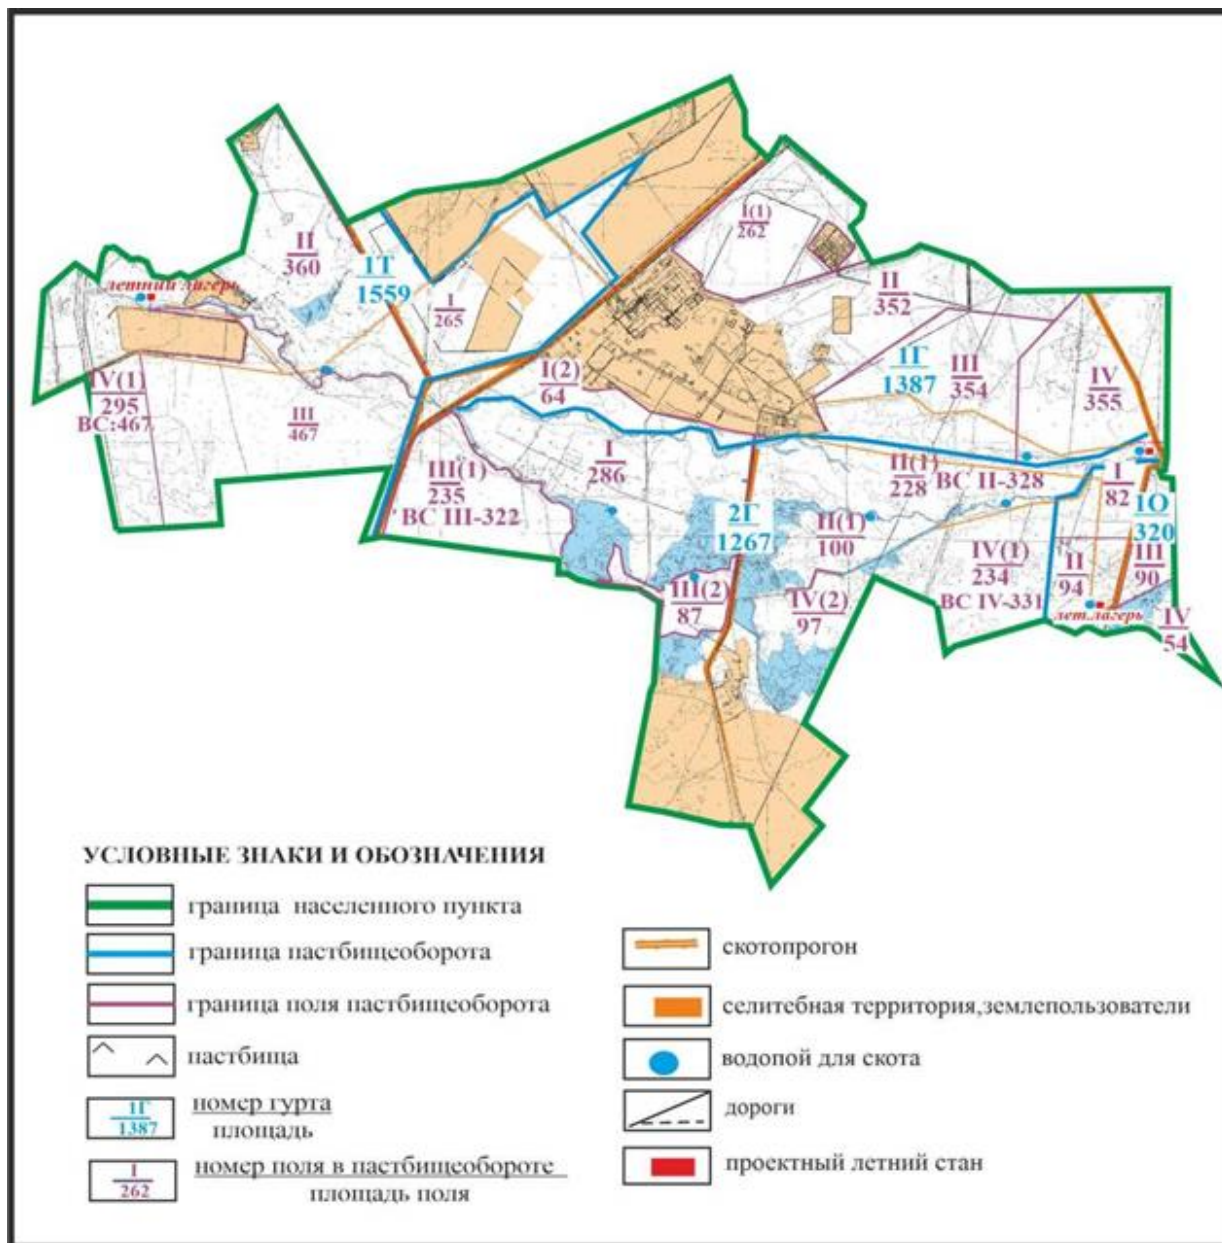 I(1)
262
II
360
1Т
1559
летний лагерь
I
265
II
352
1Г
1387
III
354
IV
355
IV(1)
295
ВС:467
III
467
I(2)
64
I
286
III(1)
235
ВС III-322
II(1)
228
ВС II-328
I
82
1О
320
2Г
1267
II(1)
100
IV(1)
234
ВС IV-331
II
94
III
90
III(2)
87
IV(2)
97
лет.лагерь
IV
54
УСЛОВНЫЕ ЗНАКИ И ОБОЗНАЧЕНИЯ
граница населенного пункта
граница пастбищеоборота
граница поля пастбищеоборота
пастбища
1Г
1387
номер гурта
площадь
I
262
номер поля в пастбищеобороте
площадь поля
скотопрогон
селитебная территория,землепользователи
водопой для скота
дороги
проектный летний стан